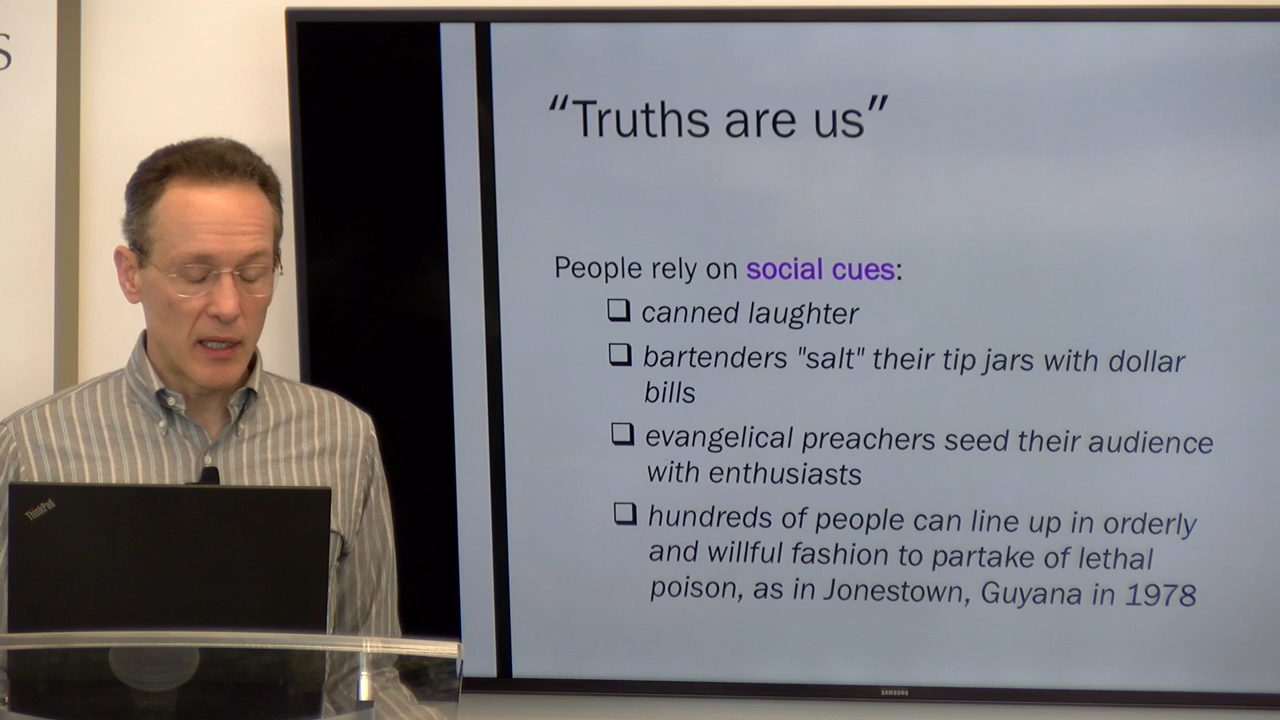 S
“Truths are us”
People rely on social cues:
canned laughter
bartenders "salt" their tip jars with dollar
bills
evangelical preachers seed their audience
with enthusiasts
hundreds of people can line up in orderly
and willful fashion to partake of lethal
poison, as in Jonestown, Guyana in 1978
ThinkPad
SAMSUNG